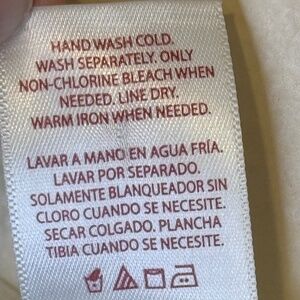 HAND WASH COLD.
WASH SEPARATELY. ONLY
NON-CHLORINE BLEACH WHEN
NEEDED. LINE DRY.
WARM IRON WHEN NEEDED.
LAVAR A MANO EN AGUA FRÍA.
LAVAR POR SEPARADO.
SOLAMENTE BLANQUEADOR SIN
CLORO CUANDO SE NECESITE.
SECAR COLGADO. PLANCHA
TIBIA CUANDO SE NECESITE.